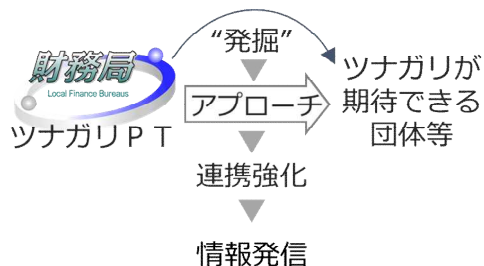 “発掘”
財務局
Local Finance Bureaus
ツナガリＰＴ
アプローチ
ツナガリが
期待できる
団体等
連携強化
情報発信